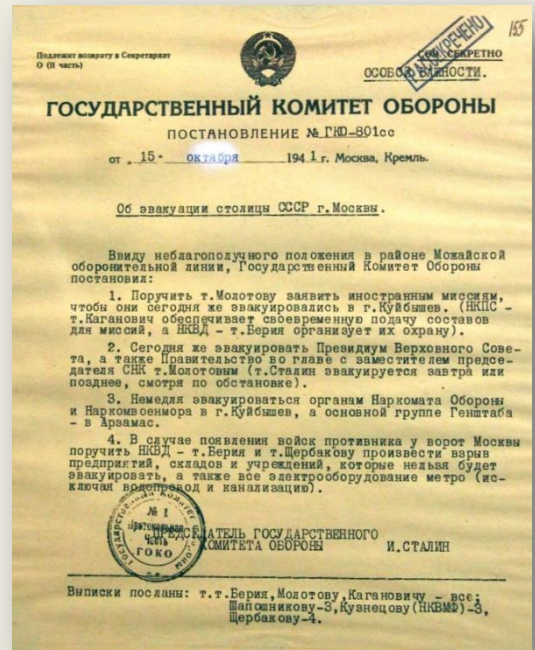 155
Подлежит возврату в Секретариат
О (II часть)
СОВ. СЕКРЕТНО
РАССЕКРЕЧЕНО
ОСОБОЙ ВАЖНОСТИ.
ГОСУДАРСТВЕННЫЙ КОМИТЕТ ОБОРОНЫ
ПОСТАНОВЛЕНИЕ № ГКО-801сс
от „ 15 " октября 1941 г. Москва, Кремль.
Об эвакуации столицы СССР г.Москвы.
Ввиду неблагополучного положения в районе Можайской
оборонительной линии, Государственный Комитет Обороны
постановил:
1. Поручить т.Молотову заявить иностранным миссиям,
чтобы они сегодня же эвакуировались в г.Куйбышев. (НКПС -
т.Каганович обеспечивает своевременную подачу составов
для миссий, а НКВД - т.Берия организует их охрану).
2. Сегодня же эвакуировать Президиум Верховного Сове-
та, а также Правительство во главе с заместителем предсе-
дателя СНК т.Молотовым (т.Сталин эвакуируется завтра или
позднее, смотря по обстановке).
3. Немедля эвакуироваться органам Наркомата Обороны
и Наркомвоенмора в г.Куйбышев, а основной группе Генштаба
- в Арзамас.
4. В случае появления войск противника у ворот Москвы
поручить НКВД - т.Берия и т.Щербакову произвести взрыв
предприятий, складов и учреждений, которые нельзя будет
эвакуировать, а также все электрооборудование метро (ис-
ключая водопровод и канализацию).
№ 1
Протокольная
часть
ГОКО
ПРЕДСЕДАТЕЛЬ ГОСУДАРСТВЕННОГО
КОМИТЕТА ОБОРОНЫ И.СТАЛИН
Выписки посланы: т.т.Берия,Молотову,Кагановичу - все;
Шапошникову-3,Кузнецову(НКВМФ)-3,
Щербакову-4.